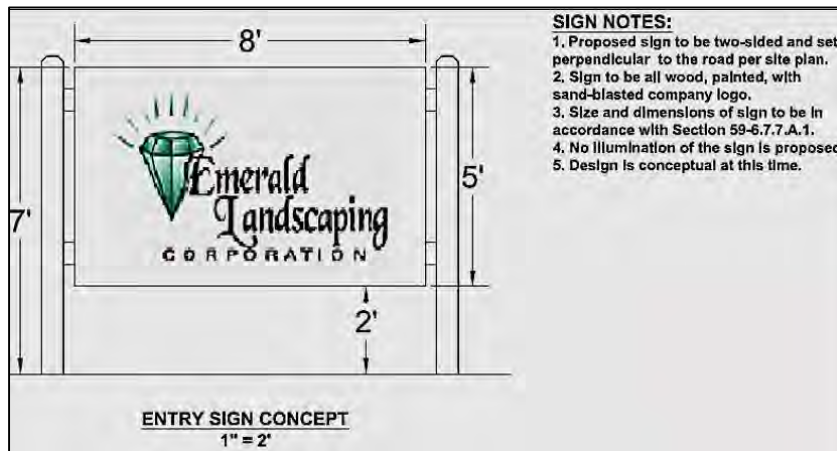 8'
7'
5'
2'
Emerald
Landscaping
CORPORATION
ENTRY SIGN CONCEPT
1" = 2'
SIGN NOTES:
1. Proposed sign to be two-sided and set
perpendicular to the road per site plan.
2. Sign to be all wood, painted, with
sand-blasted company logo.
3. Size and dimensions of sign to be in
accordance with Section 59-6.7.7.A.1.
4. No illumination of the sign is proposed
5. Design is conceptual at this time.